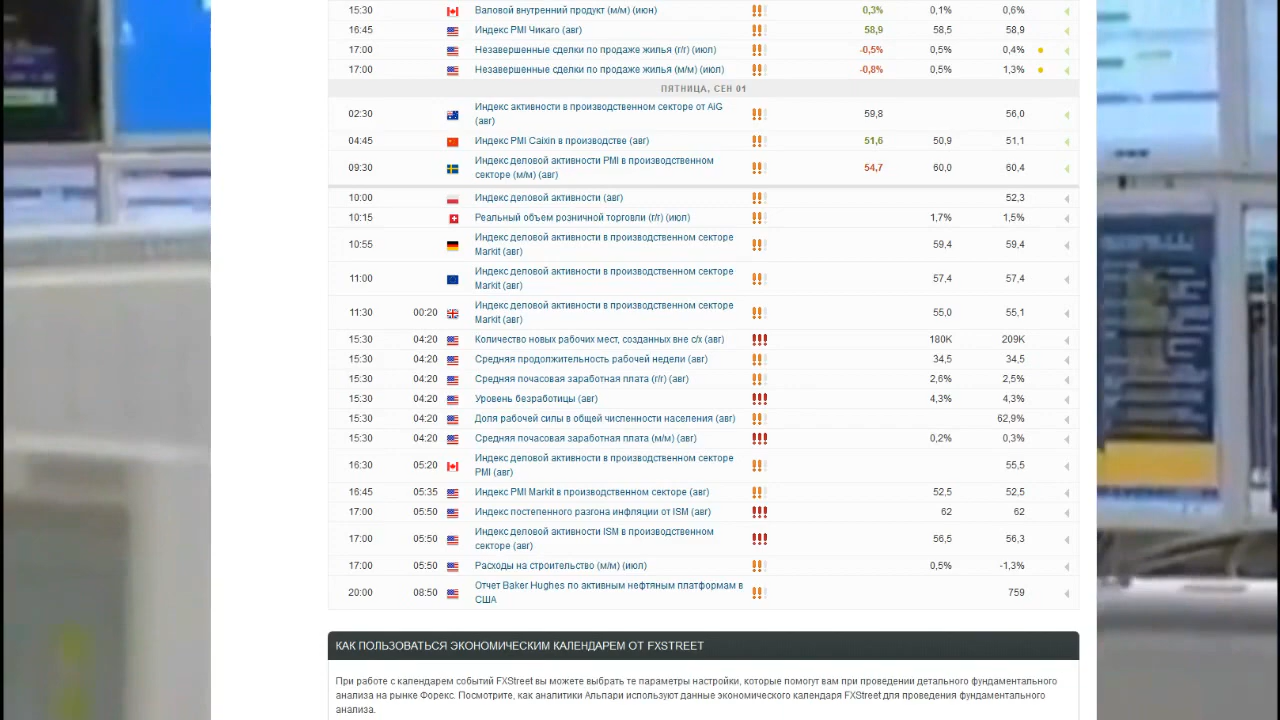 15:30 Валовой внутренний продукт (м/м) (июн) 0,3% 0,1% 0,6%
16:45 Индекс PMI Чикаго (авг) 58,9 58,5 58,9
17:00 Незавершенные сделки по продаже жилья (г/г) (июл) -0,5% 0,5% 0,4%
17:00 Незавершенные сделки по продаже жилья (м/м) (июл) -0,8% 0,5% 1,3%
ПЯТНИЦА, СЕН 01
Индекс активности в производственном секторе от AiG
02:30 (авг) 59,8 56,0
04:45 Индекс PMI Caixin в производстве (авг) 51,6 50,9 51,1
Индекс деловой активности PMI в производственном
09:30 секторе (м/м) (авг) 54,7 60,0 60,4
10:00 Индекс деловой активности (авг) 52,3
10:15 Реальный объем розничной торговли (г/г) (июл) 1,7% 1,5%
Индекс деловой активности в производственном секторе
10:55 Markit (авг) 59,4 59,4
Индекс деловой активности в производственном секторе
11:00 Markit (авг) 57,4 57,4
Индекс деловой активности в производственном секторе
11:30 00:20 Markit (авг) 55,0 55,1
15:30 04:20 Количество новых рабочих мест, созданных вне с/х (авг) 180K 209K
15:30 04:20 Средняя продолжительность рабочей недели (авг) 34,5 34,5
15:30 04:20 Средняя почасовая заработная плата (г/г) (авг) 2,6% 2,5%
15:30 04:20 Уровень безработицы (авг) 4,3% 4,3%
15:30 04:20 Доля рабочей силы в общей численности населения (авг) 62,9%
15:30 04:20 Средняя почасовая заработная плата (м/м) (авг) 0,2% 0,3%
Индекс деловой активности в производственном секторе
16:30 05:20 PMI (авг) 55,5
16:45 05:35 Индекс PMI Markit в производственном секторе (авг) 52,5 52,5
17:00 05:50 Индекс постепенного разгона инфляции от ISM (авг) 62 62
Индекс деловой активности ISM в производственном
17:00 05:50 секторе (авг) 56,5 56,3
17:00 05:50 Расходы на строительство (м/м) (июл) 0,5% -1,3%
Отчет Baker Hughes по активным нефтяным платформам в
20:00 08:50 США 759
КАК ПОЛЬЗОВАТЬСЯ ЭКОНОМИЧЕСКИМ КАЛЕНДАРЕМ ОТ FXSTREET
При работе с календарем событий FXStreet вы можете выбрать те параметры настройки, которые помогут вам при проведении детального фундаментального
анализа на рынке Форекс. Посмотрите, как аналитики Альпари используют данные экономического календаря FXStreet для проведения фундаментального
анализа.